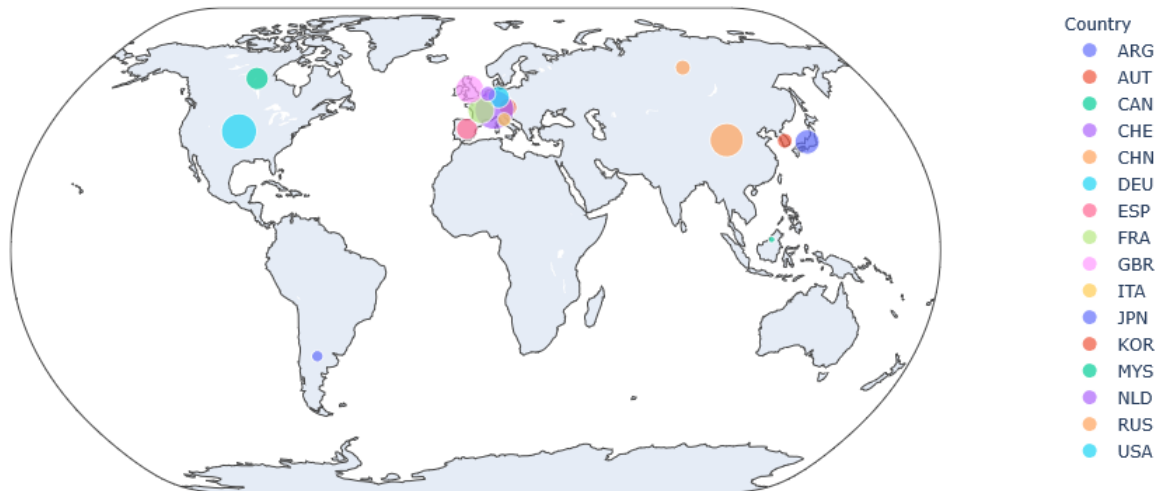 Country
ARG
AUT
CAN
CHE
CHN
DEU
ESP
FRA
GBR
ITA
JPN
KOR
MYS
NLD
RUS
USA